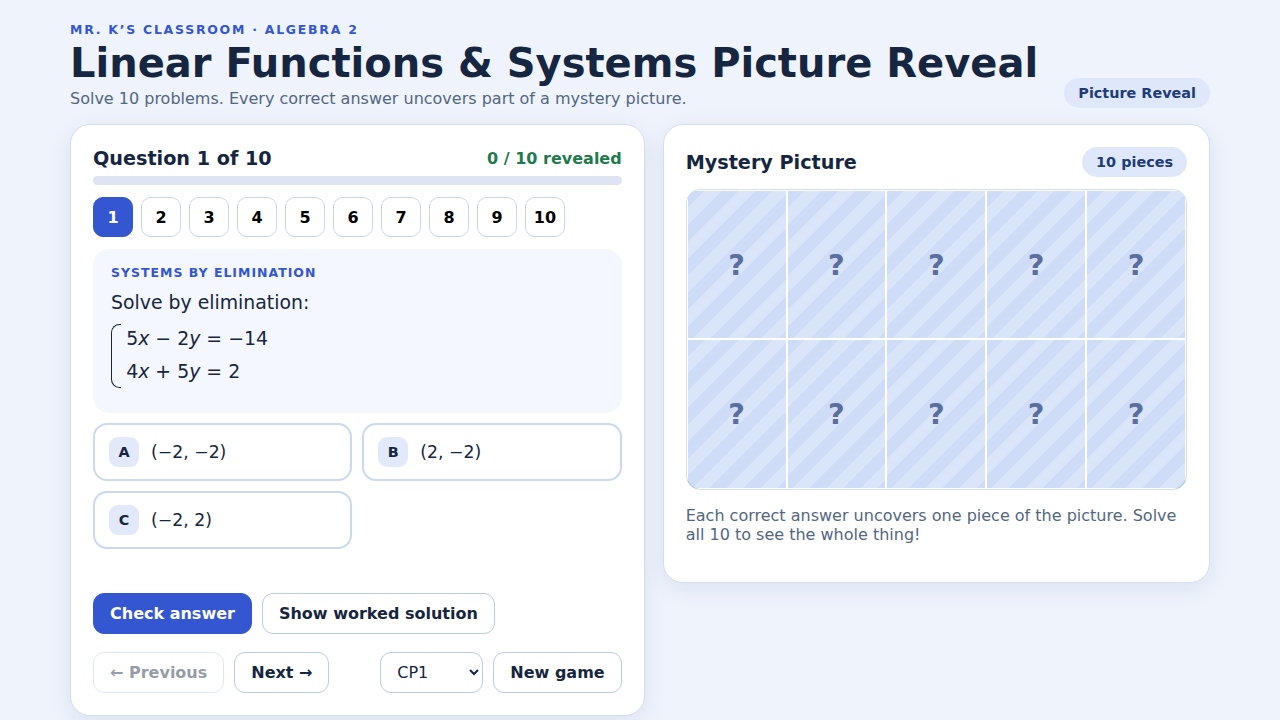 MR. K’S CLASSROOM · ALGEBRA 2
Linear Functions & Systems Picture Reveal
Solve 10 problems. Every correct answer uncovers part of a mystery picture.
Picture Reveal
Question 1 of 10
0 / 10 revealed
1 2 3 4 5 6 7 8 9 10
SYSTEMS BY ELIMINATION
Solve by elimination:
5x − 2y = −14
4x + 5y = 2
A (−2, −2)
B (2, −2)
C (−2, 2)
Check answer
Show worked solution
← Previous
Next →
CP1
New game
Mystery Picture
10 pieces
? ? ? ? ?
? ? ? ? ?
Each correct answer uncovers one piece of the picture. Solve
all 10 to see the whole thing!